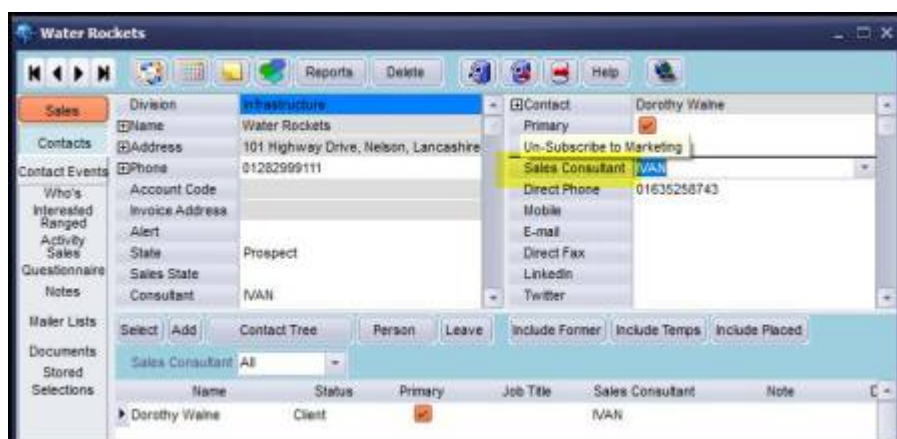 Water Rockets
Reports Delete Help
Sales
Contacts
Contact Events
Who's
Interested
Ranged
Activity
Sales
Questionnaire
Notes
Mailer Lists
Documents
Stored
Selections
Division Infrastructure
Name Water Rockets
Address 101 Highway Drive, Nelson, Lancashire
Phone 01282999111
Account Code
Invoice Address
Alert
State Prospect
Sales State
Consultant IVAN
Contact Dorothy Walne
Primary
Un-Subscribe to Marketing
Sales Consultant IVAN
Direct Phone 01635258743
Mobile
E-mail
Direct Fax
LinkedIn
Twitter
Select Add Contact Tree Person Leave Include Former Include Temps Include Placed
Sales Consultant All
Name Status Primary Job Title Sales Consultant Note
Dorothy Walne Client IVAN